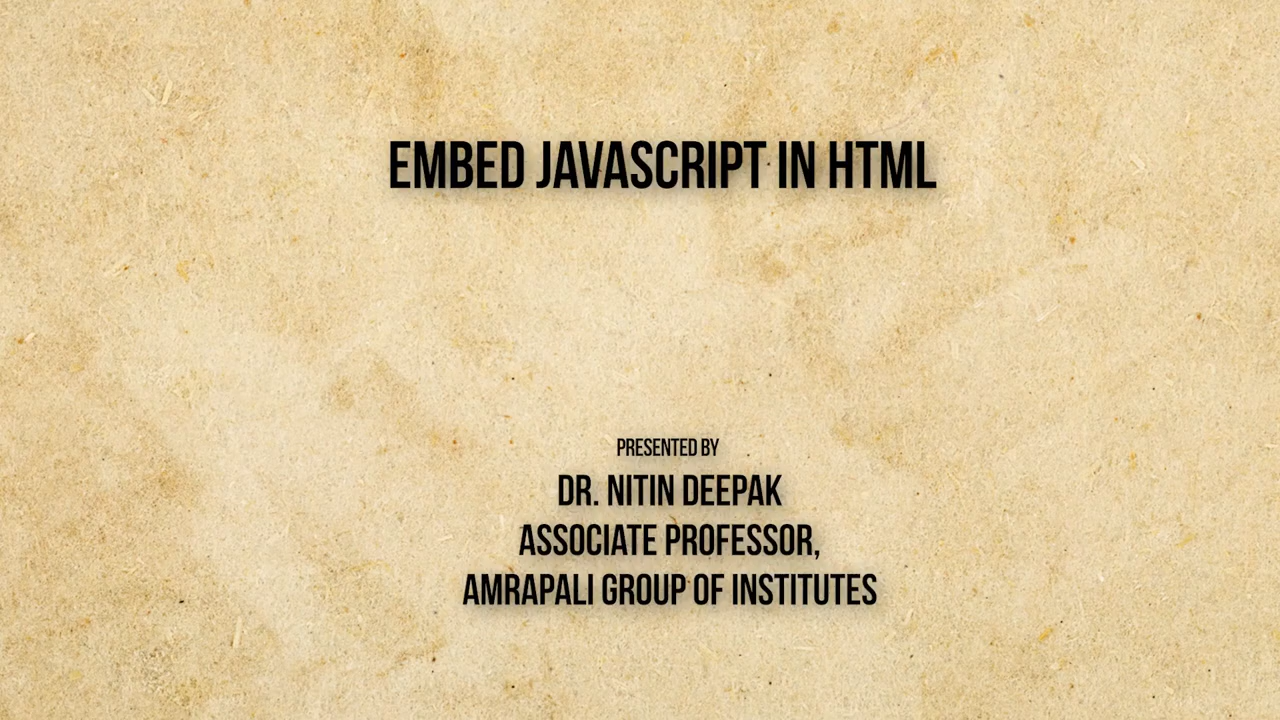 EMBED JAVASCRIPT IN HTML
PRESENTED BY
DR. NITIN DEEPAK
ASSOCIATE PROFESSOR,
AMRAPALI GROUP OF INSTITUTES